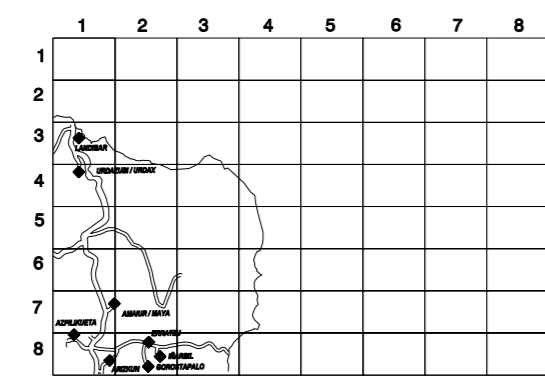 1 2 3 4 5 6 7 8
1
2
3
LANDIBAR
4
URDAZUBI / URDAX
5
6
7
AMAIUR / MAYA
AZPILIKUETA
ERRATZU
8
IÑARBIL
ARIZKUN
GOROSTAPALO